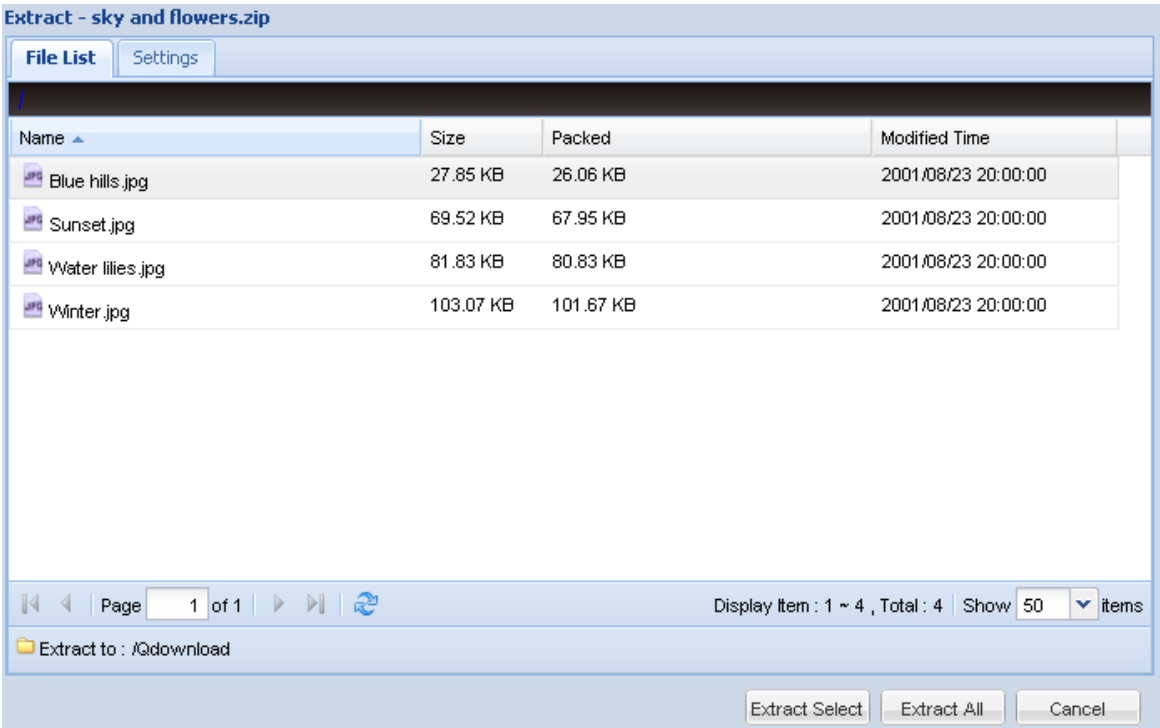 Extract - sky and flowers.zip
File List Settings
/
Name Size Packed Modified Time
Blue hills.jpg 27.85 KB 26.06 KB 2001/08/23 20:00:00
Sunset.jpg 69.52 KB 67.95 KB 2001/08/23 20:00:00
Water lilies.jpg 81.83 KB 80.83 KB 2001/08/23 20:00:00
Winter.jpg 103.07 KB 101.67 KB 2001/08/23 20:00:00
Page 1 of 1 Display Item : 1 ~ 4 , Total : 4 Show 50 items
Extract to : /Qdownload
Extract Select Extract All Cancel